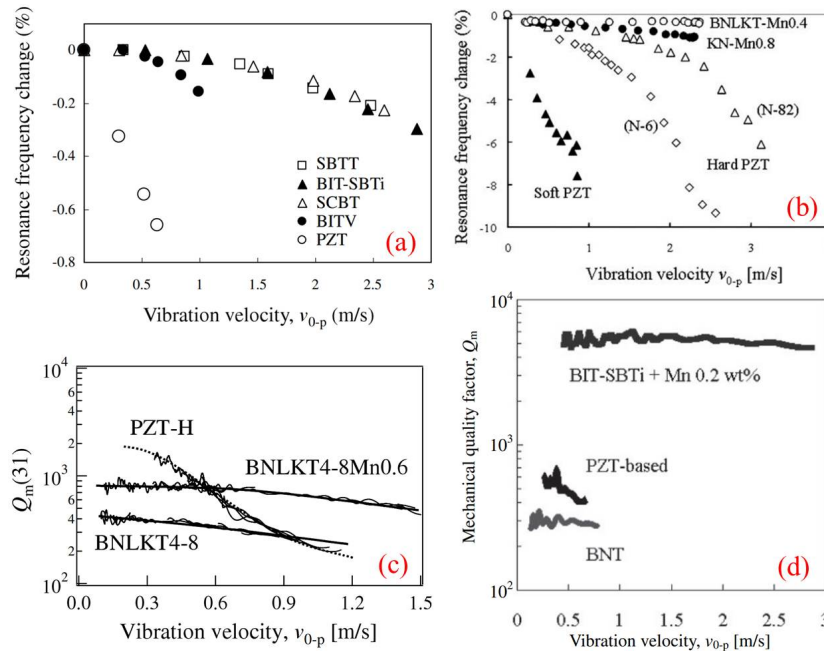 Resonance frequency change (%)
0
-0.2
-0.4
-0.6
-0.8
SBTT
BIT-SBTi
SCBT
BITV
PZT
(a)
0 0.5 1 1.5 2 2.5 3
Vibration velocity, v0-p (m/s)
Resonance frequency change (%)
0
-2
-4
-6
-8
-10
BNLKT-Mn0.4
KN-Mn0.8
(N-82)
(N-6)
Hard PZT
Soft PZT
(b)
0 1 2 3
Vibration velocity v0-p [m/s]
Qm(31)
10^4
4
2
10^3
4
2
10^2
PZT-H
BNLKT4-8Mn0.6
BNLKT4-8
(c)
0.0 0.3 0.6 0.9 1.2 1.5
Vibration velocity, v0-p [m/s]
Mechanical quality factor, Qm
10^4
10^3
10^2
BIT-SBTi + Mn 0.2 wt%
PZT-based
BNT
(d)
0 0.5 1 1.5 2 2.5 3
Vibration velocity, v0-p [m/s]